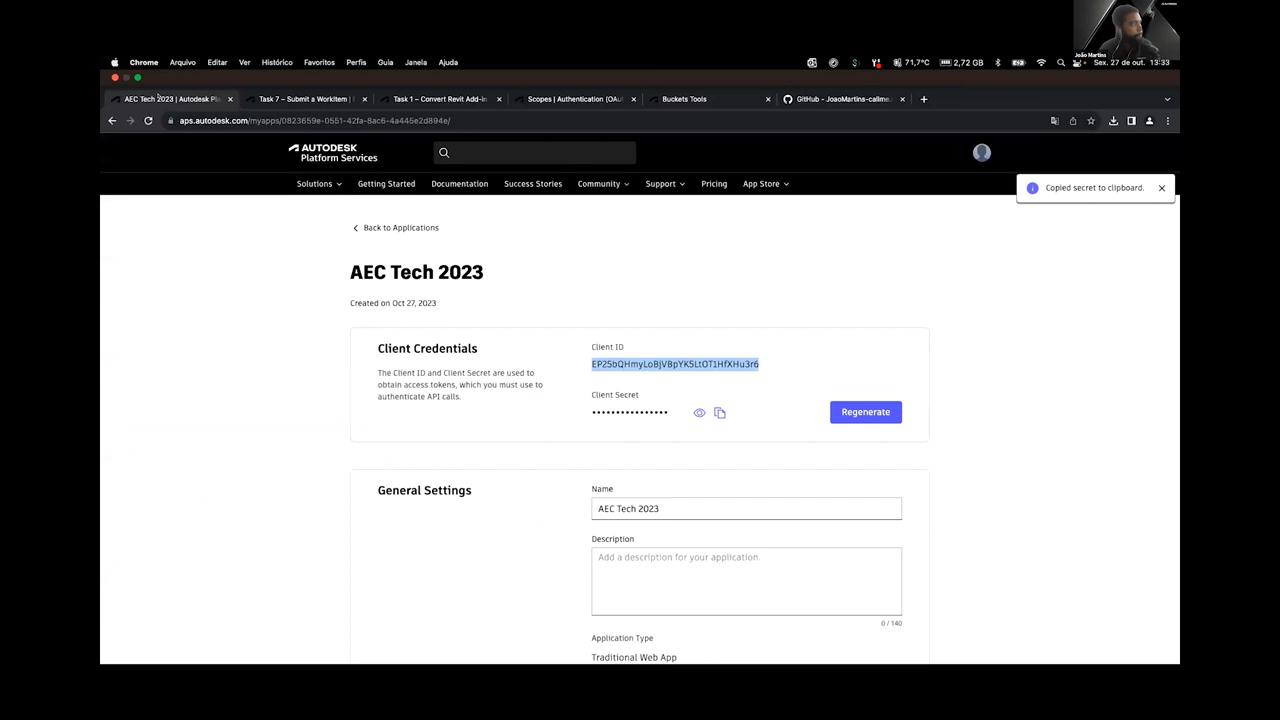 João Martins
Chrome Arquivo Editar Ver Histórico Favoritos Perfis Guia Janela Ajuda 71,7°C 2,72 GB Sex. 27 de out. 13:33
AEC Tech 2023 | Autodesk Pla Task 7 – Submit a WorkItem | Task 1 – Convert Revit Add-in Scopes | Authentication (OAu Buckets Tools GitHub - JoaoMartins-callme
aps.autodesk.com/myapps/0823659e-0551-42fa-8ac6-4a445e2d894e/
AUTODESK
Platform Services
Solutions Getting Started Documentation Success Stories Community Support Pricing App Store
Copied secret to clipboard.
Back to Applications
AEC Tech 2023
Created on Oct 27, 2023
Client Credentials
The Client ID and Client Secret are used to
obtain access tokens, which you must use to
authenticate API calls.
Client ID
EP25bQHmyLoBjVBpYK5LtOT1HfXHu3r6
Client Secret
••••••••••••••••
Regenerate
General Settings
Name
AEC Tech 2023
Description
Add a description for your application.
0 / 140
Application Type
Traditional Web App